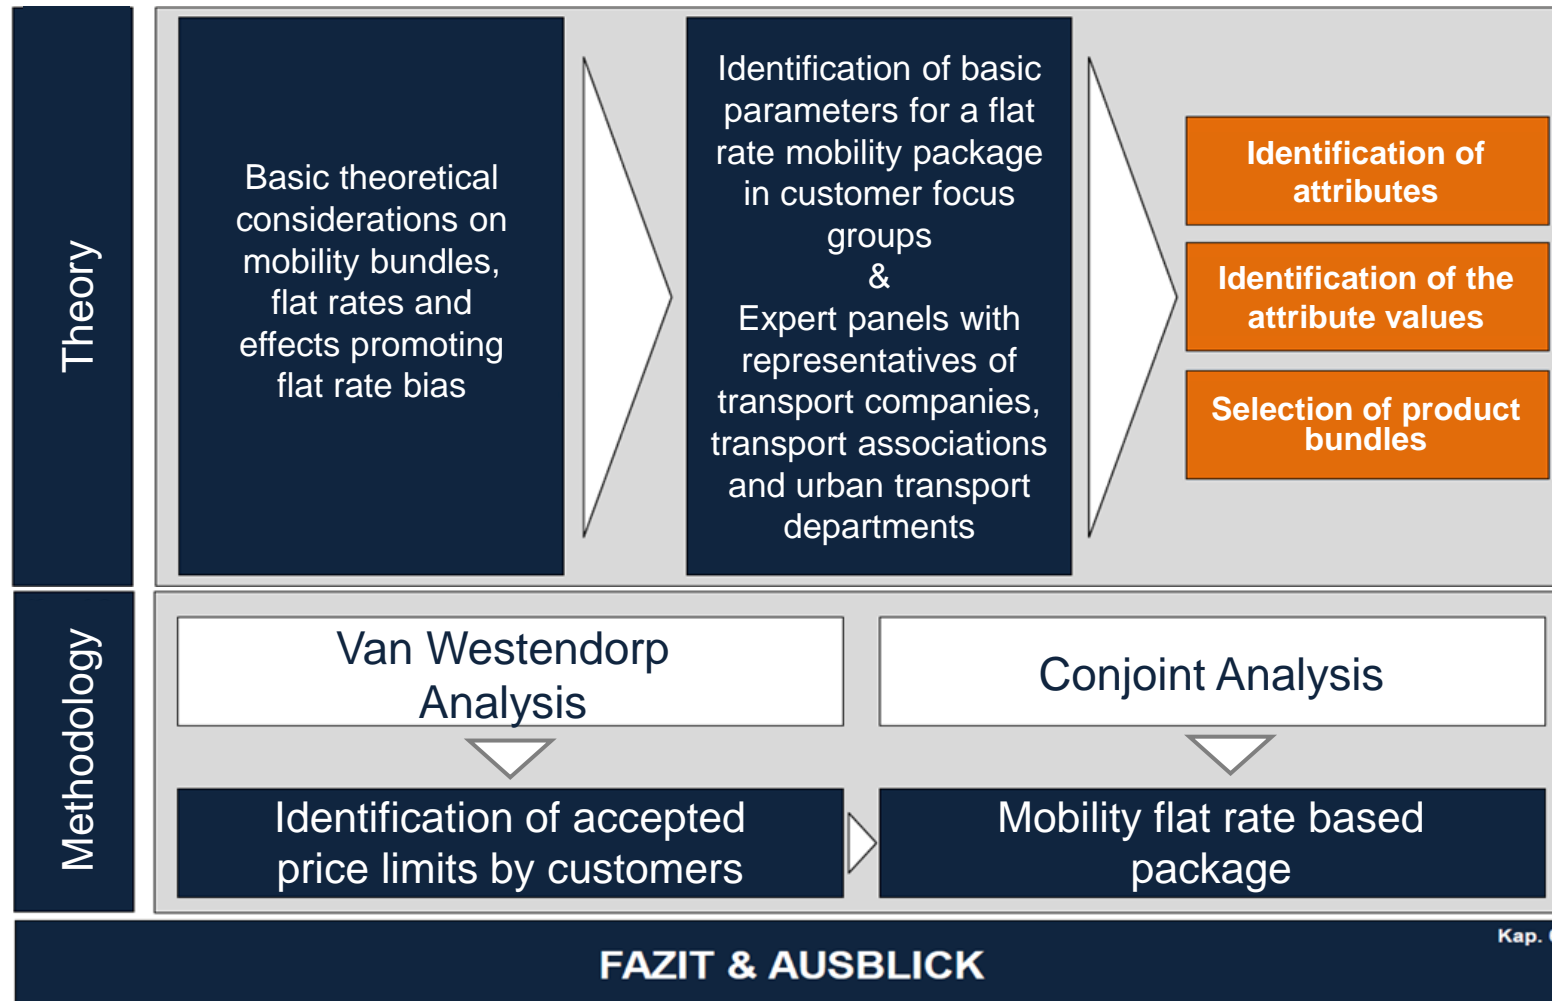 Theory
Basic theoretical
considerations on
mobility bundles,
flat rates and
effects promoting
flat rate bias
Identification of basic
parameters for a flat
rate mobility package
in customer focus
groups
&
Expert panels with
representatives of
transport companies,
transport associations
and urban transport
departments
Identification of
attributes
Identification of the
attribute values
Selection of product
bundles
Methodology
Van Westendorp
Analysis
Conjoint Analysis
Identification of accepted
price limits by customers
Mobility flat rate based
package
Kap.
FAZIT & AUSBLICK